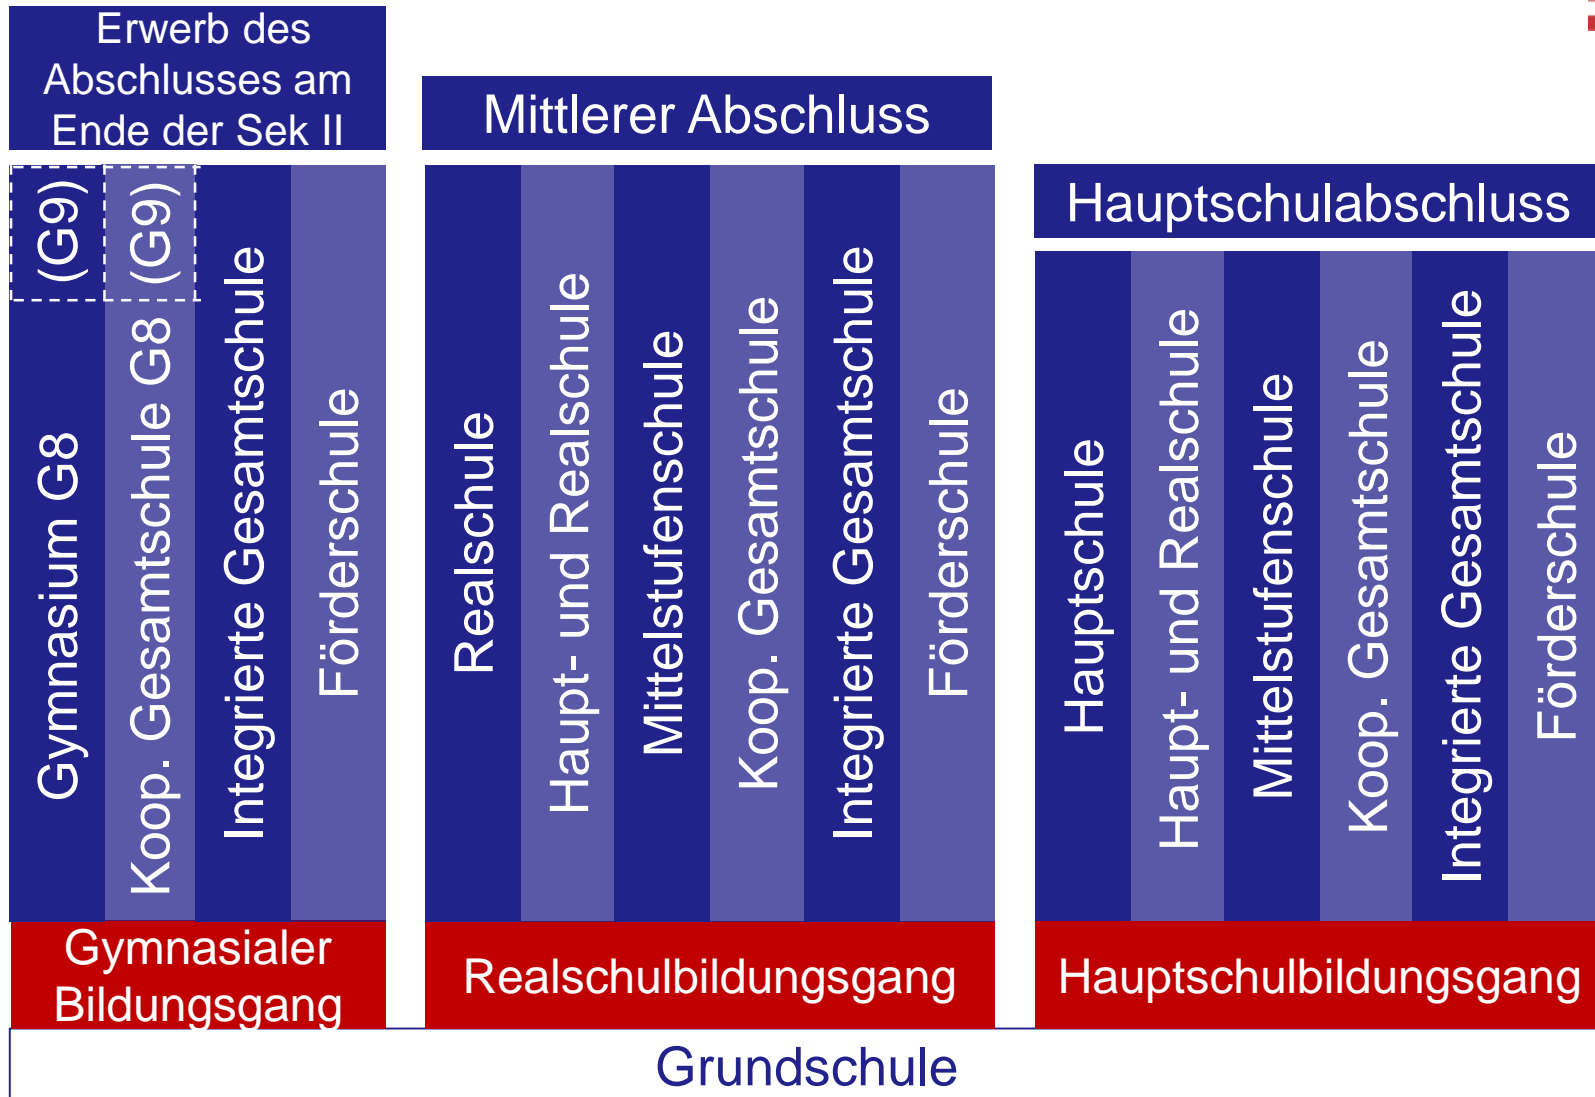 Erwerb des
Abschlusses am
Ende der Sek II
Mittlerer Abschluss
Hauptschulabschluss
(G9)
(G9)
Gymnasium G8
Koop. Gesamtschule G8
Integrierte Gesamtschule
Förderschule
Realschule
Haupt- und Realschule
Mittelstufenschule
Koop. Gesamtschule
Integrierte Gesamtschule
Förderschule
Hauptschule
Haupt- und Realschule
Mittelstufenschule
Koop. Gesamtschule
Integrierte Gesamtschule
Förderschule
Gymnasialer
Bildungsgang
Realschulbildungsgang
Hauptschulbildungsgang
Grundschule